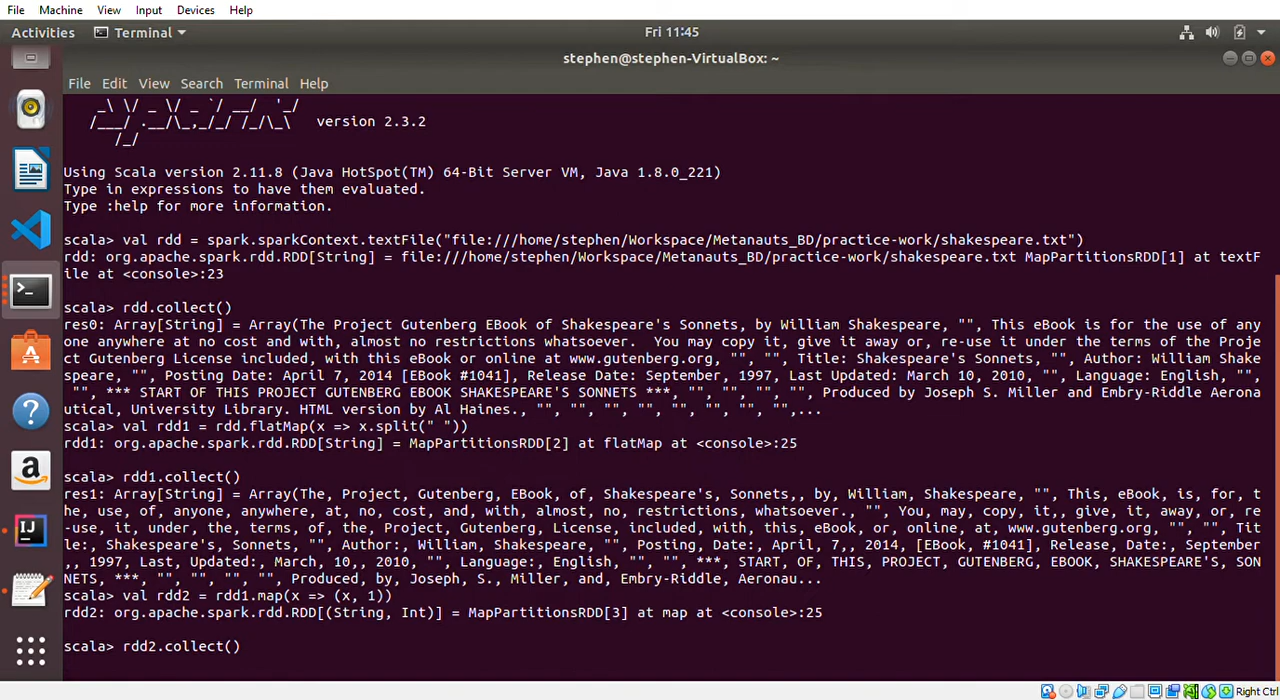 File Machine View Input Devices Help
Activities Terminal Fri 11:45
stephen@stephen-VirtualBox: ~
File Edit View Search Terminal Help
_\ \/ _ \/ _ `/ __/ '_/
/___/ .__/\_,_/_/ /_/\_\ version 2.3.2
/_/
Using Scala version 2.11.8 (Java HotSpot(TM) 64-Bit Server VM, Java 1.8.0_221)
Type in expressions to have them evaluated.
Type :help for more information.
scala> val rdd = spark.sparkContext.textFile("file:///home/stephen/Workspace/Metanauts_BD/practice-work/shakespeare.txt")
rdd: org.apache.spark.rdd.RDD[String] = file:///home/stephen/Workspace/Metanauts_BD/practice-work/shakespeare.txt MapPartitionsRDD[1] at textF
ile at <console>:23
scala> rdd.collect()
res0: Array[String] = Array(The Project Gutenberg EBook of Shakespeare's Sonnets, by William Shakespeare, "", This eBook is for the use of any
one anywhere at no cost and with, almost no restrictions whatsoever.  You may copy it, give it away or, re-use it under the terms of the Proje
ct Gutenberg License included, with this eBook or online at www.gutenberg.org, "", "", Title: Shakespeare's Sonnets, "", Author: William Shake
speare, "", Posting Date: April 7, 2014 [EBook #1041], Release Date: September, 1997, Last Updated: March 10, 2010, "", Language: English, "",
"", *** START OF THIS PROJECT GUTENBERG EBOOK SHAKESPEARE'S SONNETS ***, "", "", "", "", Produced by Joseph S. Miller and Embry-Riddle Aerona
utical, University Library. HTML version by Al Haines., "", "", "", "", "", "", "", "",...
scala> val rdd1 = rdd.flatMap(x => x.split(" "))
rdd1: org.apache.spark.rdd.RDD[String] = MapPartitionsRDD[2] at flatMap at <console>:25
scala> rdd1.collect()
res1: Array[String] = Array(The, Project, Gutenberg, EBook, of, Shakespeare's, Sonnets,, by, William, Shakespeare, "", This, eBook, is, for, t
he, use, of, anyone, anywhere, at, no, cost, and, with, almost, no, restrictions, whatsoever., "", You, may, copy, it,, give, it, away, or, re
-use, it, under, the, terms, of, the, Project, Gutenberg, License, included, with, this, eBook, or, online, at, www.gutenberg.org, "", "", Tit
le:, Shakespeare's, Sonnets, "", Author:, William, Shakespeare, "", Posting, Date:, April, 7,, 2014, [EBook, #1041], Release, Date:, September
,, 1997, Last, Updated:, March, 10,, 2010, "", Language:, English, "", "", ***, START, OF, THIS, PROJECT, GUTENBERG, EBOOK, SHAKESPEARE'S, SON
NETS, ***, "", "", "", "", Produced, by, Joseph, S., Miller, and, Embry-Riddle, Aeronau...
scala> val rdd2 = rdd1.map(x => (x, 1))
rdd2: org.apache.spark.rdd.RDD[(String, Int)] = MapPartitionsRDD[3] at map at <console>:25
scala> rdd2.collect()
Right Ctrl